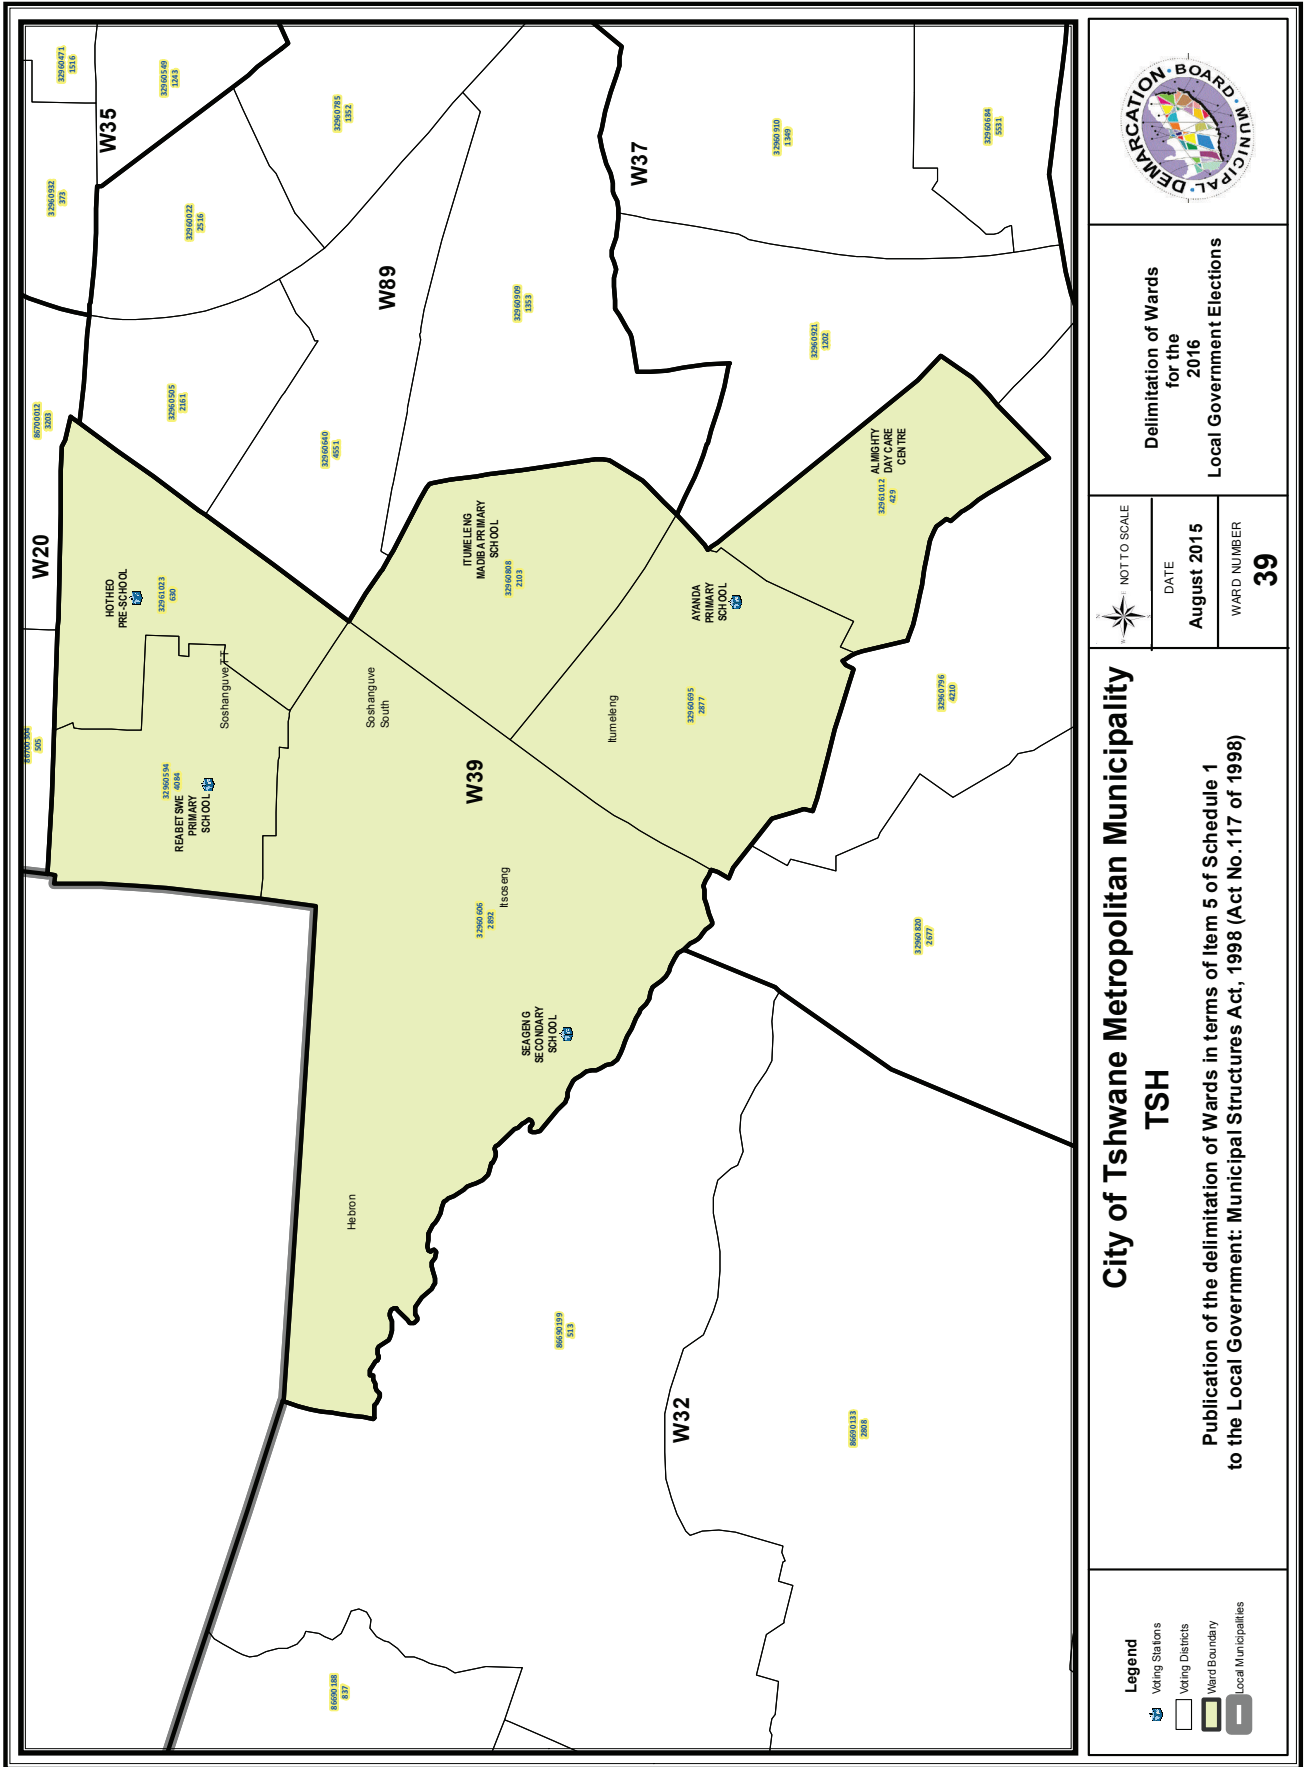 City of Tshwane Metropolitan Municipality
TSH
Publication of the delimitation of Wards in terms of Item 5 of Schedule 1
to the Local Government: Municipal Structures Act, 1998 (Act No.117 of 1998)
Legend
Voting Stations
Voting Districts
Ward Boundary
Local Municipalities
N
W
E
S
NOT TO SCALE
DATE
August 2015
WARD NUMBER
39
Delimitation of Wards
for the
2016
Local Government Elections
MUNICIPAL · DEMARCATION · BOARD ·
W35
W20
W89
W37
W39
W32
32960471
1516
32960549
1243
32960932
373
32960022
2516
32960785
1352
32960910
1349
32960684
5531
32960909
1353
32960921
1202
86700012
3203
32960505
2161
32960640
4551
86700304
505
HOTHEO
PRE-SCHOOL
32961023
630
Soshanguve TT
32960594
4084
REABETSWE
PRIMARY
SCHOOL
Soshanguve
South
ITUMELENG
MADIBA PRIMARY
SCHOOL
32960808
2103
AYANDA
PRIMARY
SCHOOL
32960695
2877
Itumeleng
ALMIGHTY
DAY CARE
CENTRE
32961012
429
32960796
4210
32960820
2677
32960606
2892
Itsoseng
SEAGENG
SECONDARY
SCHOOL
Hebron
86690199
513
86690133
2808
86690188
837